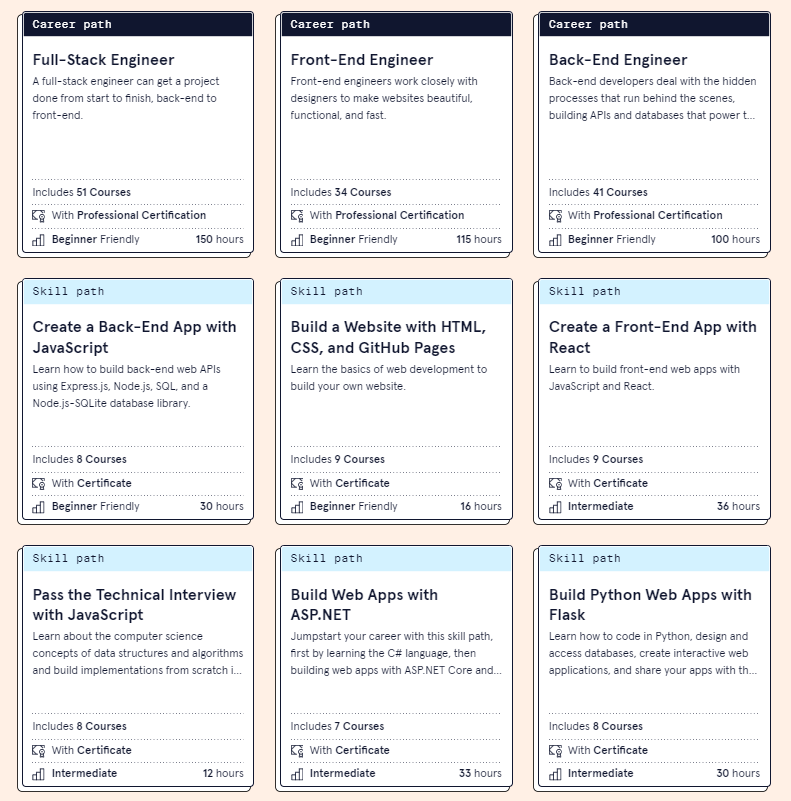 Career path
Full-Stack Engineer
A full-stack engineer can get a project
done from start to finish, back-end to
front-end.
Includes 51 Courses
With Professional Certification
Beginner Friendly 150 hours
Career path
Front-End Engineer
Front-end engineers work closely with
designers to make websites beautiful,
functional, and fast.
Includes 34 Courses
With Professional Certification
Beginner Friendly 115 hours
Career path
Back-End Engineer
Back-end developers deal with the hidden
processes that run behind the scenes,
building APIs and databases that power t...
Includes 41 Courses
With Professional Certification
Beginner Friendly 100 hours
Skill path
Create a Back-End App with
JavaScript
Learn how to build back-end web APIs
using Express.js, Node.js, SQL, and a
Node.js-SQLite database library.
Includes 8 Courses
With Certificate
Beginner Friendly 30 hours
Skill path
Build a Website with HTML,
CSS, and GitHub Pages
Learn the basics of web development to
build your own website.
Includes 9 Courses
With Certificate
Beginner Friendly 16 hours
Skill path
Create a Front-End App with
React
Learn to build front-end web apps with
JavaScript and React.
Includes 9 Courses
With Certificate
Intermediate 36 hours
Skill path
Pass the Technical Interview
with JavaScript
Learn about the computer science
concepts of data structures and algorithms
and build implementations from scratch i...
Includes 8 Courses
With Certificate
Intermediate 12 hours
Skill path
Build Web Apps with
ASP.NET
Jumpstart your career with this skill path,
first by learning the C# language, then
building web apps with ASP.NET Core and...
Includes 7 Courses
With Certificate
Intermediate 33 hours
Skill path
Build Python Web Apps with
Flask
Learn how to code in Python, design and
access databases, create interactive web
applications, and share your apps with th...
Includes 8 Courses
With Certificate
Intermediate 30 hours